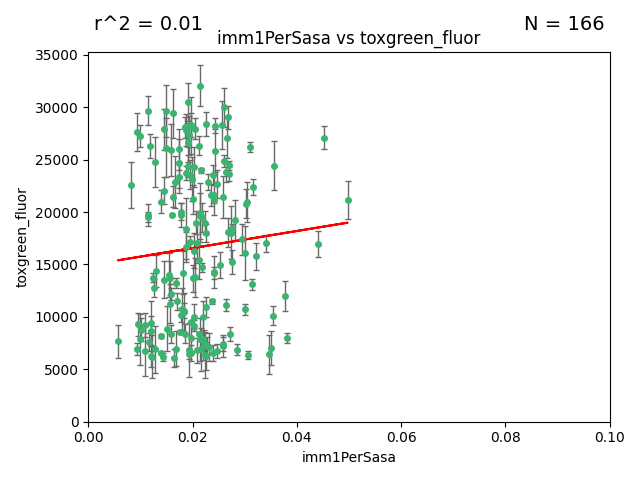 r^2 = 0.01
N = 166
imm1PerSasa vs toxgreen_fluor
35000
30000
25000
20000
15000
10000
5000
0
toxgreen_fluor
0.00
0.02
0.04
0.06
0.08
0.10
imm1PerSasa